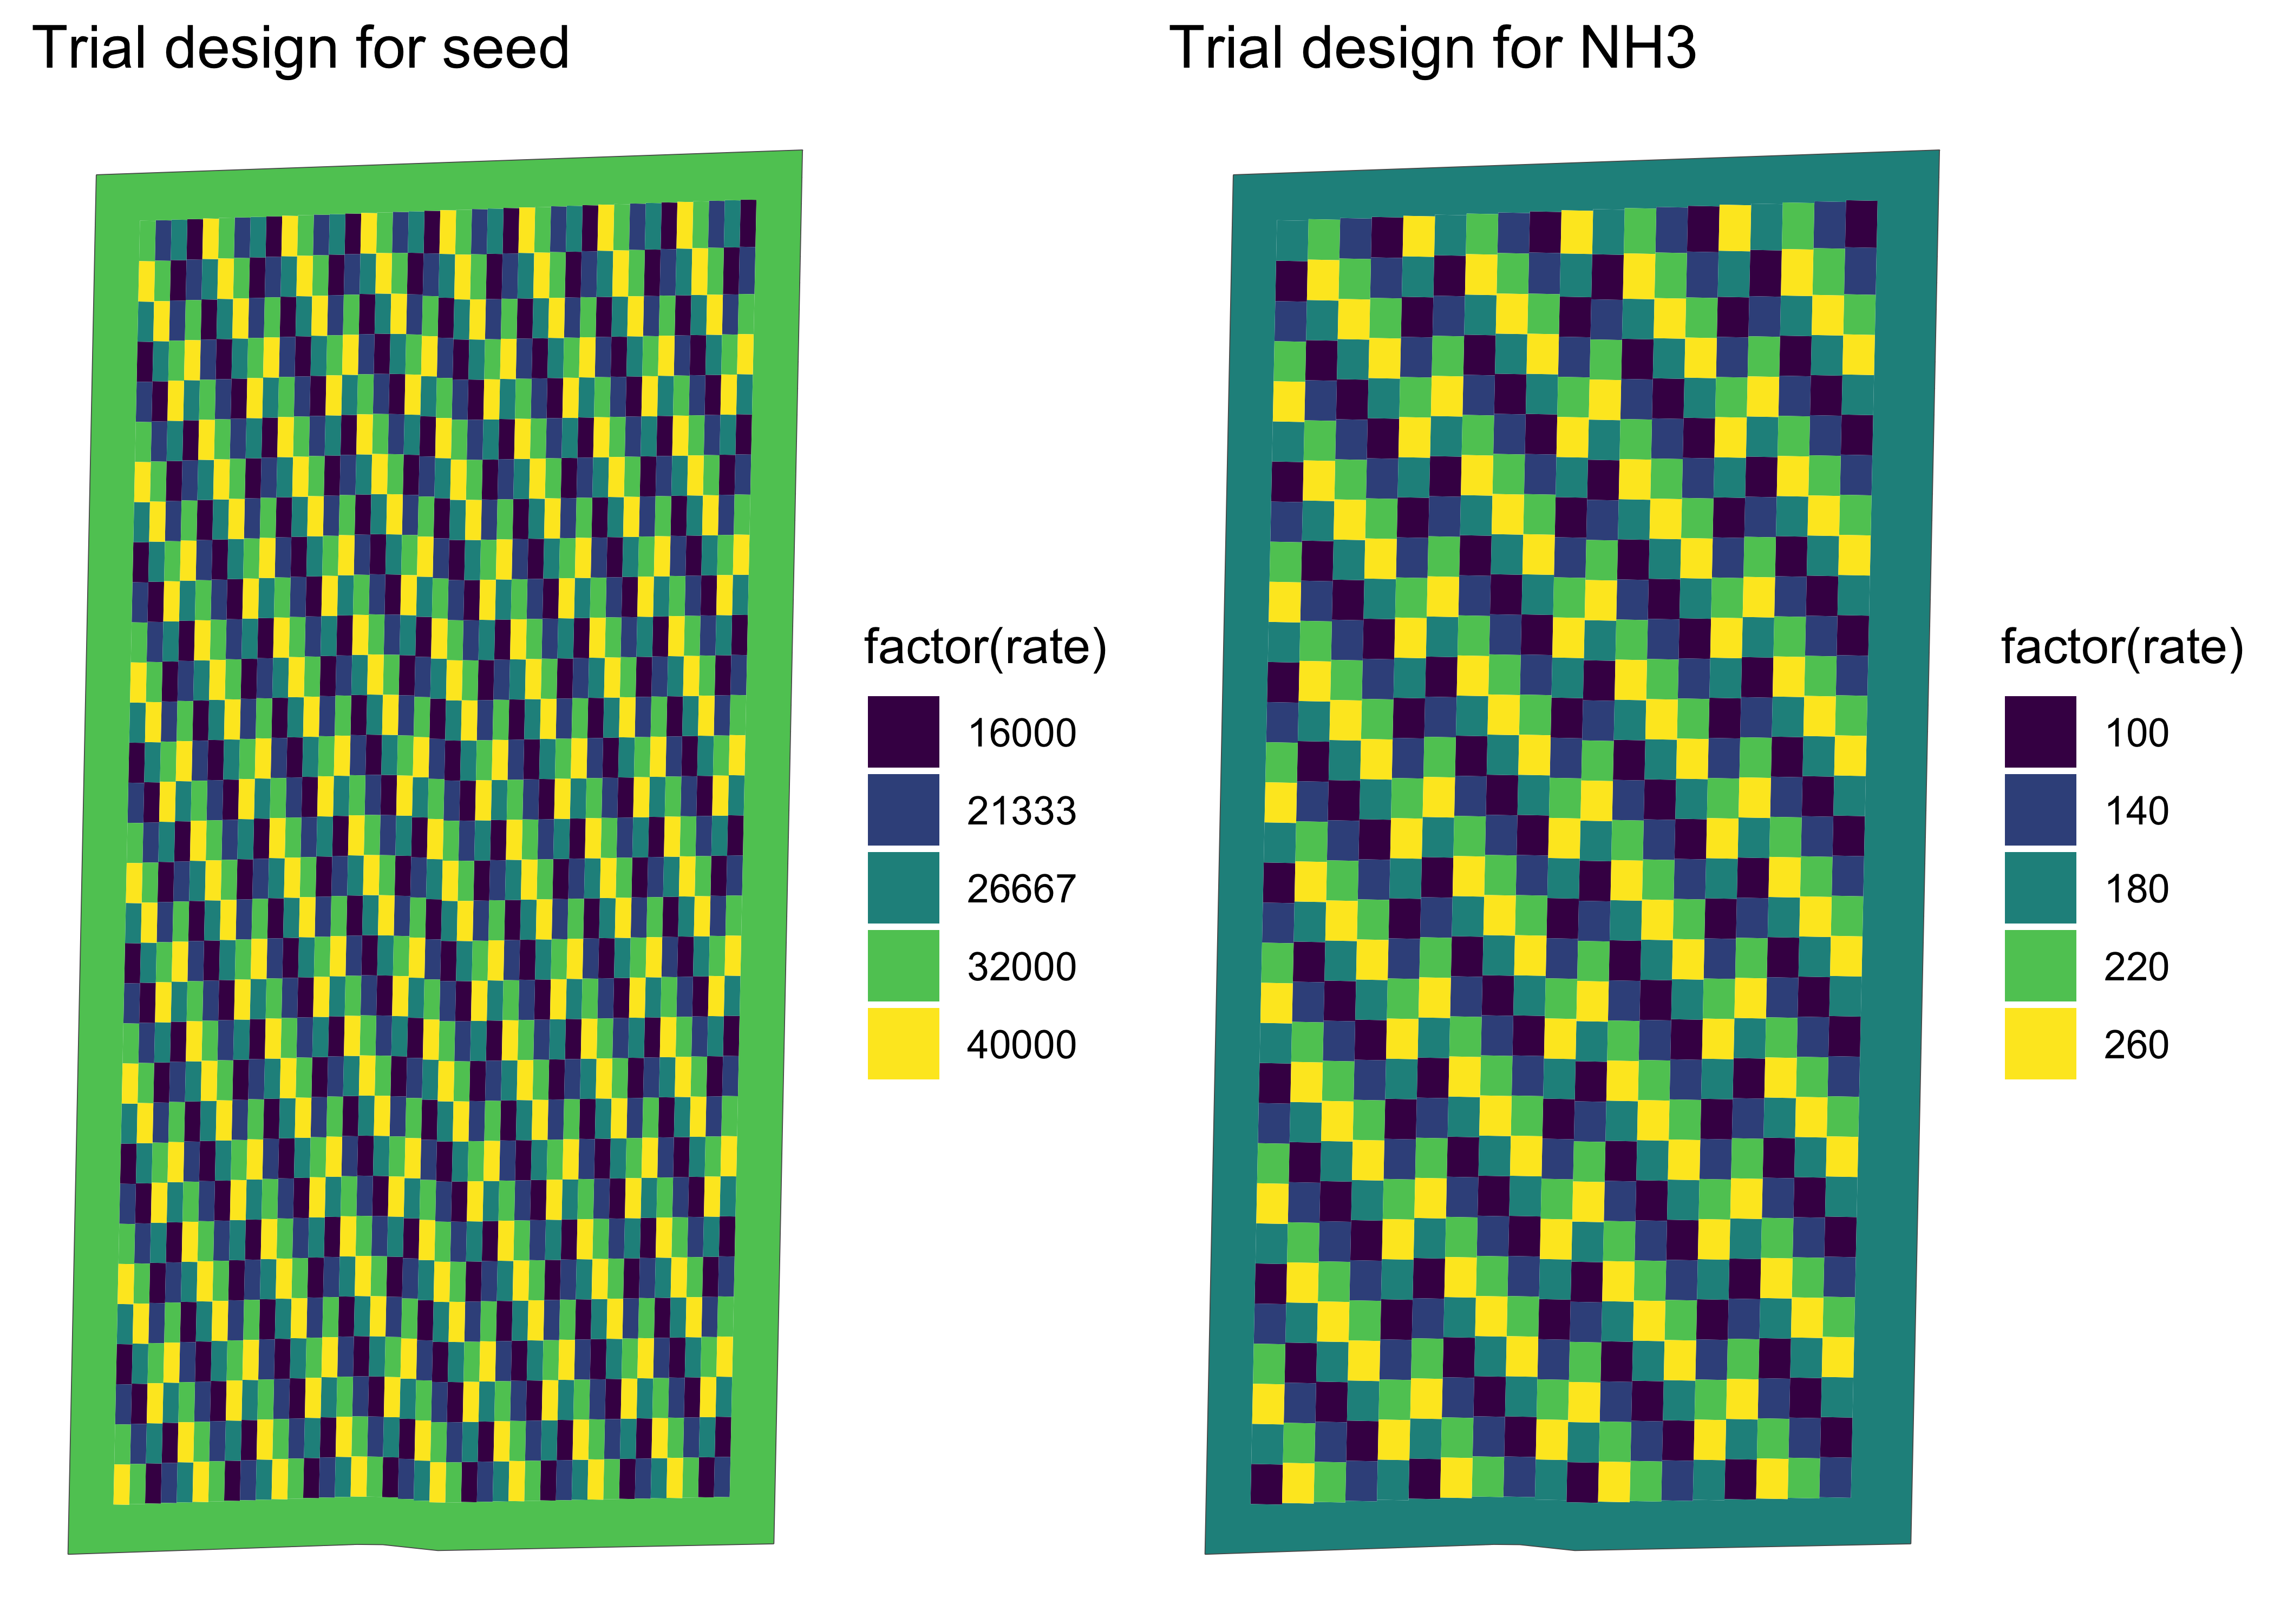 Trial design for seed
factor(rate)
16000
21333
26667
32000
40000
Trial design for NH3
factor(rate)
100
140
180
220
260